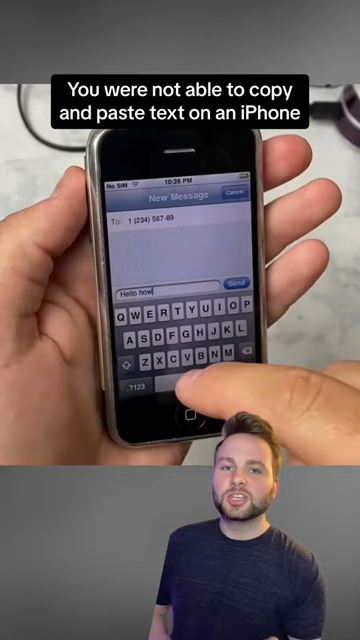 You were not able to copy
and paste text on an iPhone
No SIM 10:26 PM
New Message Cancel
To: 1 (234) 567-89
Hello how Send
Q W E R T Y U I O P
A S D F G H J K L
Z X C V B N M
.?123